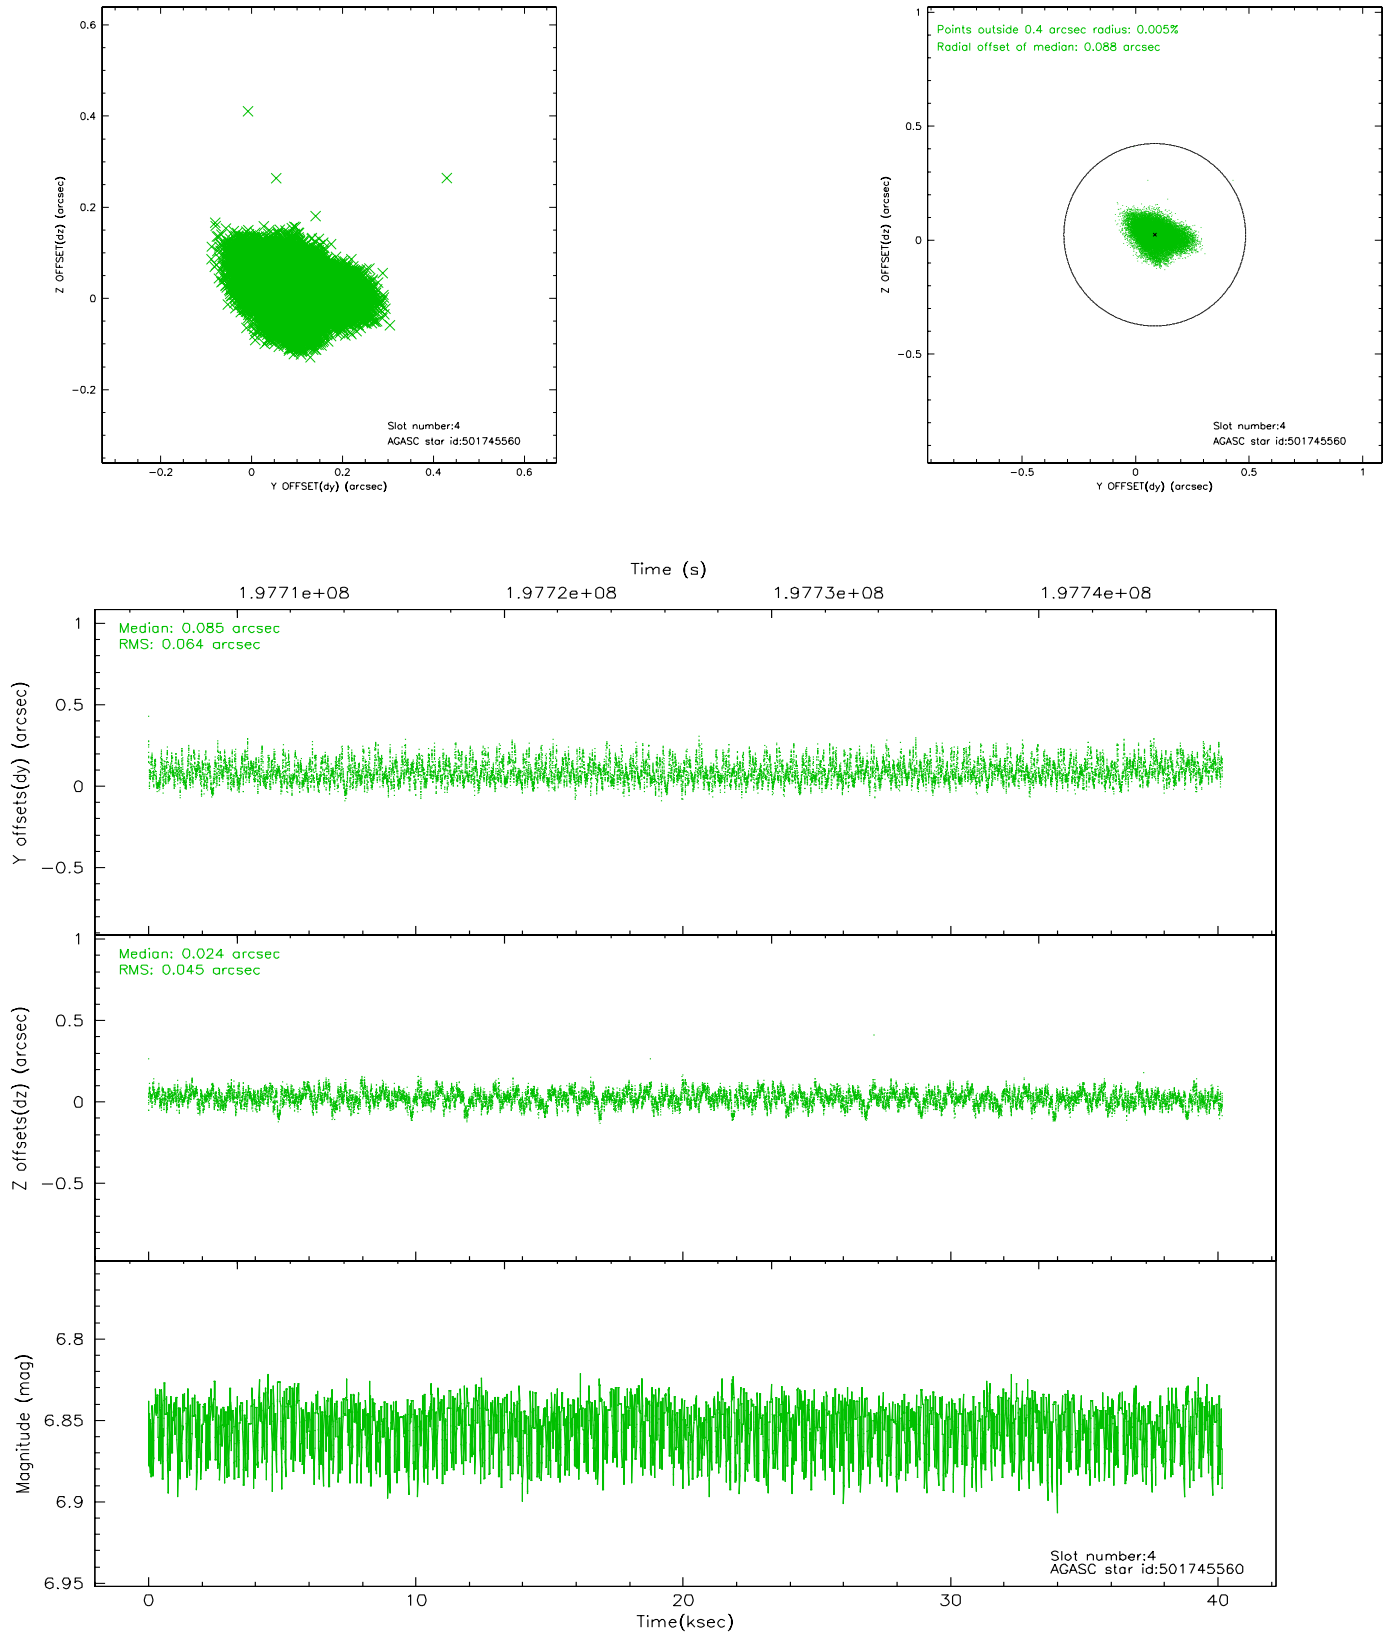 0.6
0.4
0.2
0
−0.2
Z OFFSET(dz) (arcsec)
Slot number:4
AGASC star id:501745560
−0.2 0 0.2 0.4 0.6
Y OFFSET(dy) (arcsec)
Points outside 0.4 arcsec radius: 0.005%
Radial offset of median: 0.088 arcsec
1
0.5
0
−0.5
Z OFFSET(dz) (arcsec)
Slot number:4
AGASC star id:501745560
−0.5 0 0.5 1
Y OFFSET(dy) (arcsec)
Time (s)
1.9771e+08 1.9772e+08 1.9773e+08 1.9774e+08
Median: 0.085 arcsec
RMS: 0.064 arcsec
1
0.5
0
−0.5
Y offsets(dy) (arcsec)
Median: 0.024 arcsec
RMS: 0.045 arcsec
1
0.5
0
−0.5
Z offsets(dz) (arcsec)
6.8
6.85
6.9
6.95
Magnitude (mag)
Slot number:4
AGASC star id:501745560
0 10 20 30 40
Time(ksec)